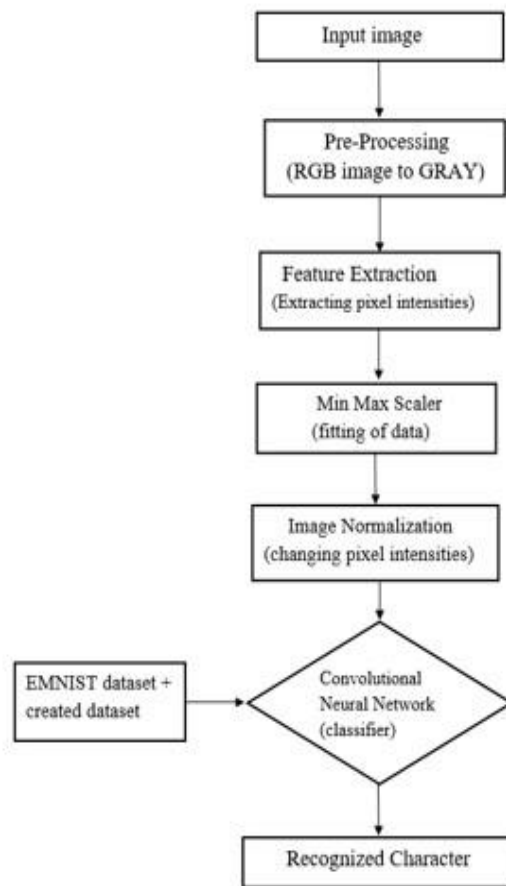 Input image
Pre-Processing
(RGB image to GRAY)
Feature Extraction
(Extracting pixel intensities)
Min Max Scaler
(fitting of data)
Image Normalization
(changing pixel intensities)
EMNIST dataset +
created dataset
Convolutional
Neural Network
(classifier)
Recognized Character